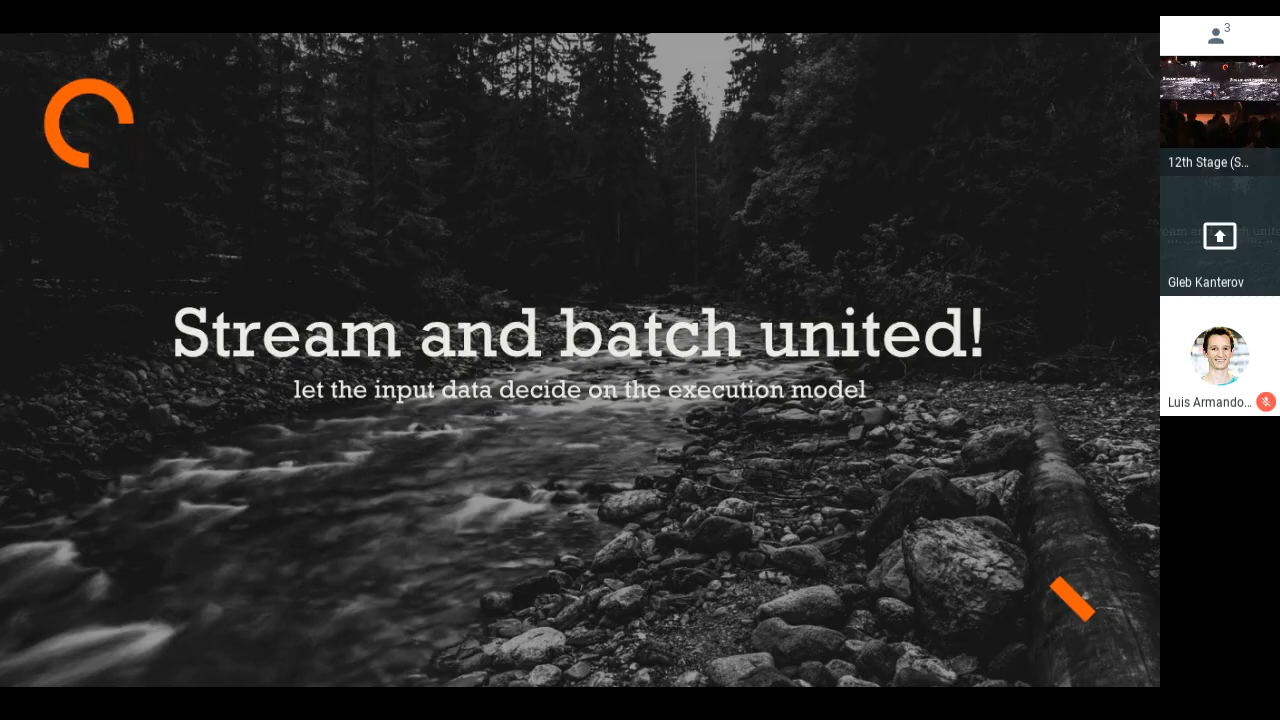 3
Stream and batch united!
let the input data decide on the execution model
12th Stage (S...
Gleb Kanterov
Luis Armando...